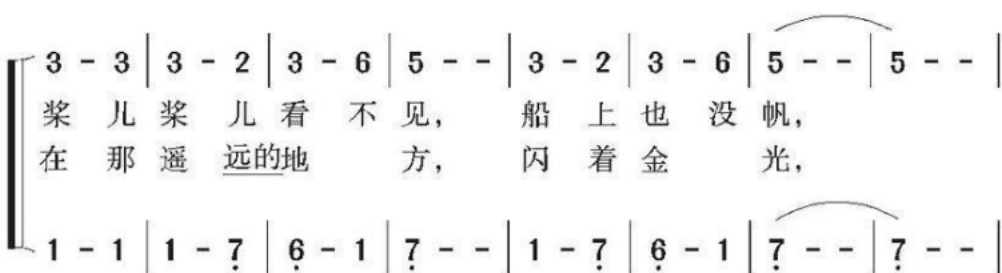 3 - 3 | 3 - 2 | 3 - 6 | 5 - - | 3 - 2 | 3 - 6 | 5 - - | 5 - - |
桨 儿 桨 儿 看 不 见， 船 上 也 没 帆，
在 那 遥 远的地 方， 闪 着 金 光，
1 - 1 | 1 - 7̣ | 6̣ - 1 | 7̣ - - | 1 - 7̣ | 6̣ - 1 | 7̣ - - | 7̣ - - |